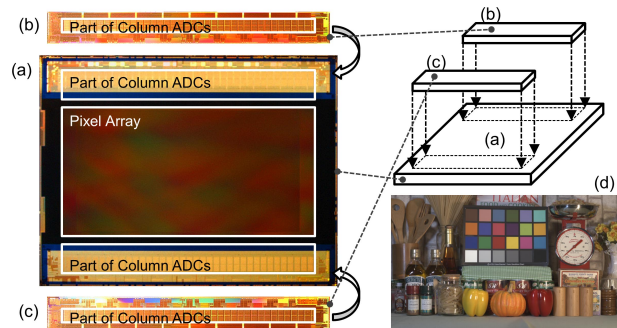 (b)
Part of Column ADCs
(a)
Part of Column ADCs
Pixel Array
Part of Column ADCs
(c)
Part of Column ADCs
(b)
(c)
(a)
(d)
ITALIAN